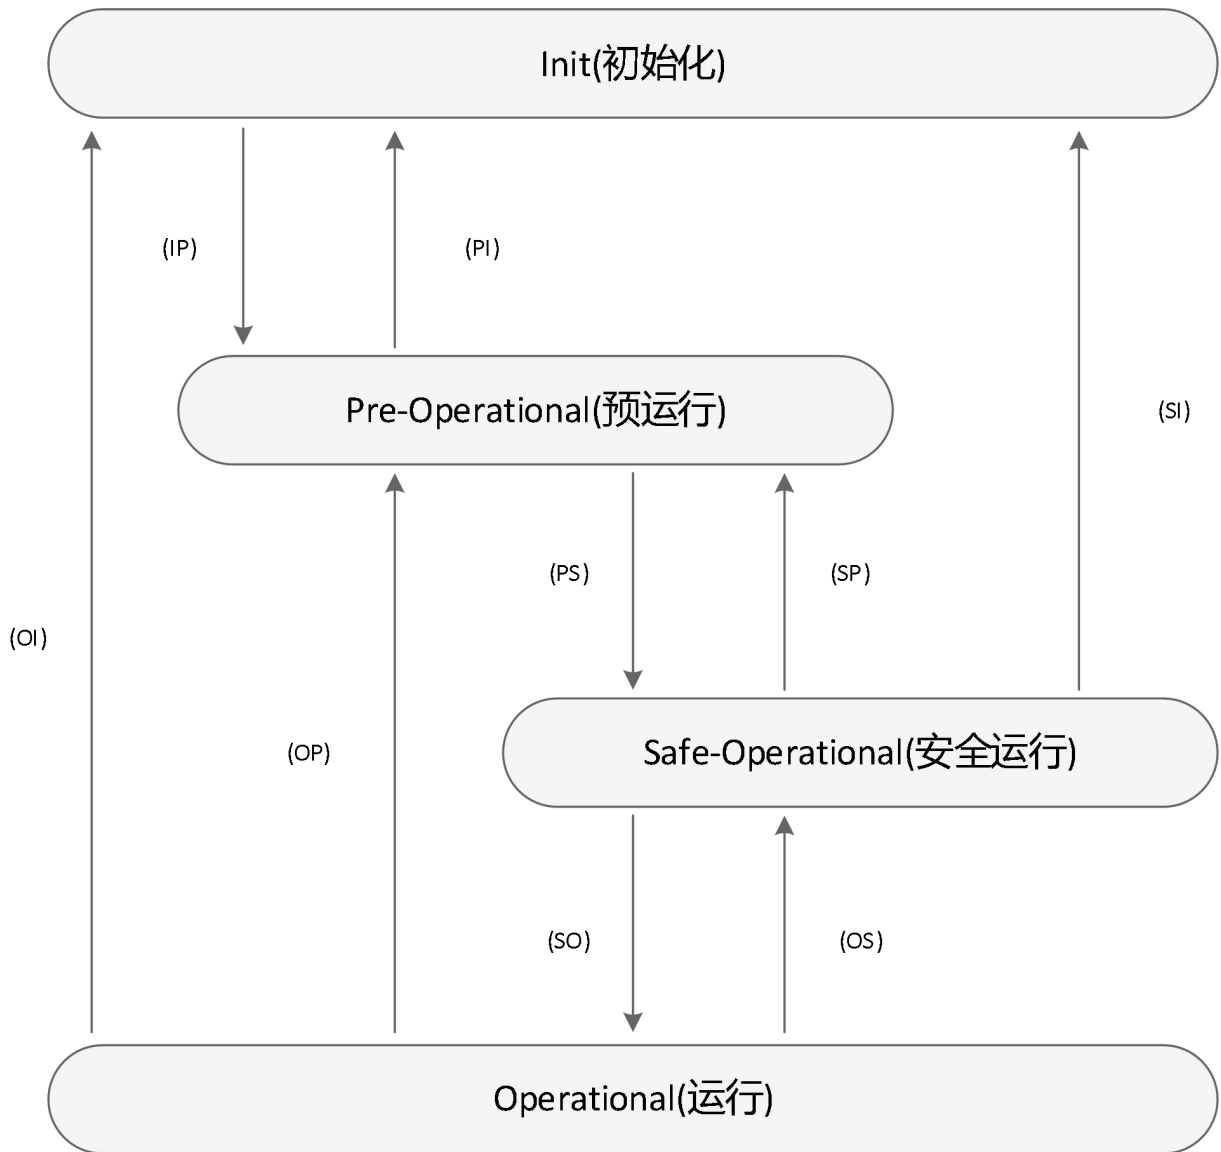 Init(初始化)
(IP)
(PI)
Pre-Operational(预运行)
(SI)
(PS)
(SP)
(OI)
Safe-Operational(安全运行)
(OP)
(SO)
(OS)
Operational(运行)